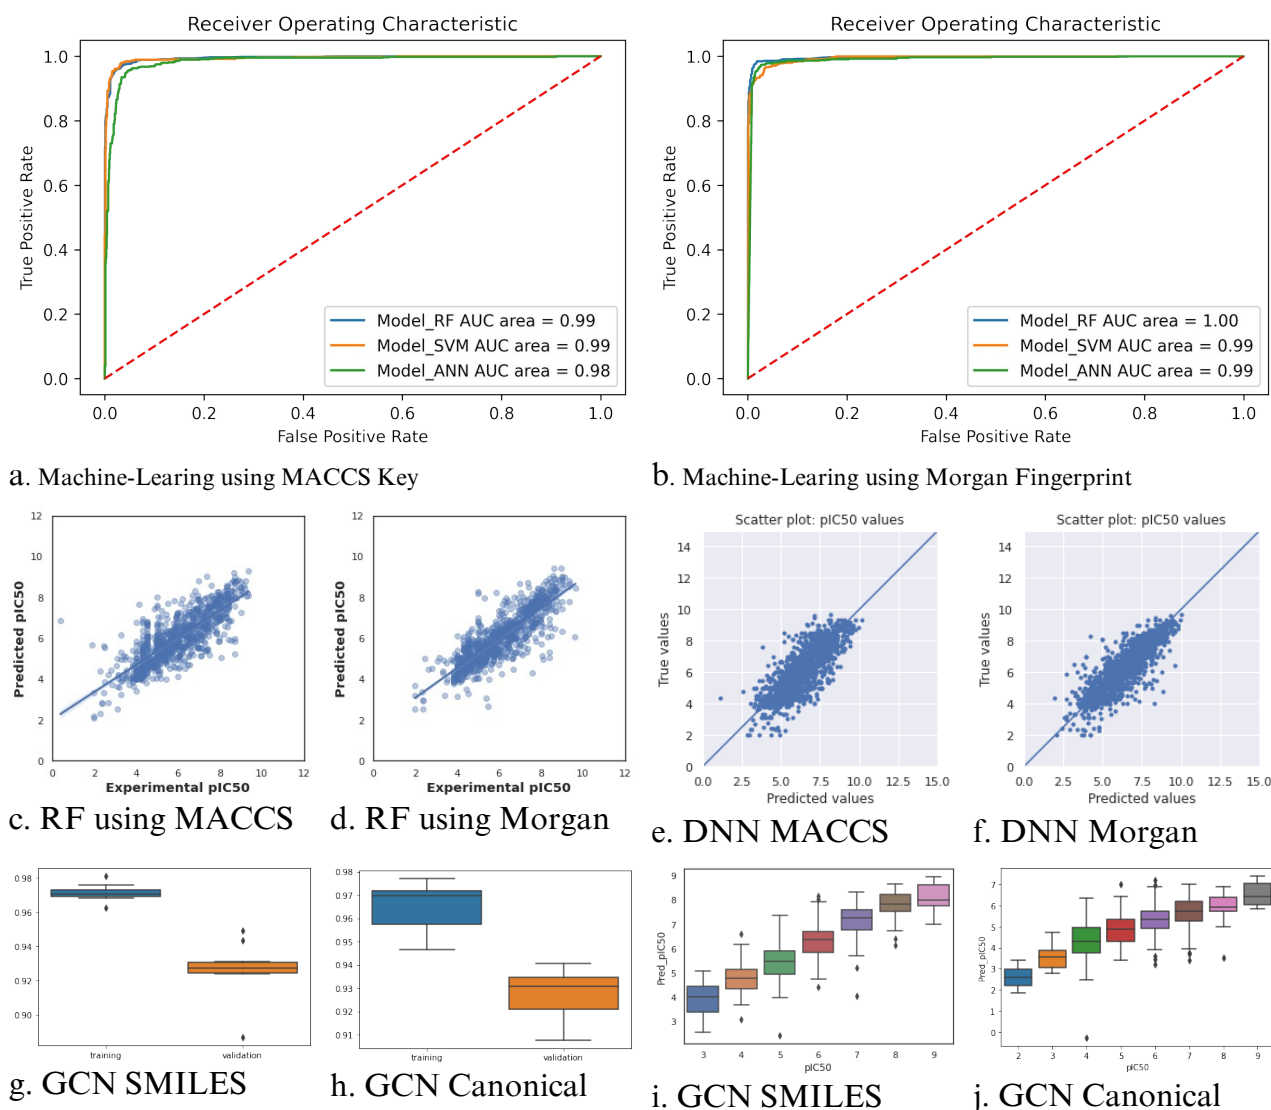 Receiver Operating Characteristic
1.0
0.8
0.6
0.4
0.2
0.0
True Positive Rate
Model_RF AUC area = 0.99
Model_SVM AUC area = 0.99
Model_ANN AUC area = 0.98
0.0 0.2 0.4 0.6 0.8 1.0
False Positive Rate
a. Machine-Learing using MACCS Key
Receiver Operating Characteristic
1.0
0.8
0.6
0.4
0.2
0.0
True Positive Rate
Model_RF AUC area = 1.00
Model_SVM AUC area = 0.99
Model_ANN AUC area = 0.99
0.0 0.2 0.4 0.6 0.8 1.0
False Positive Rate
b. Machine-Learing using Morgan Fingerprint
12
10
8
6
4
2
0
Predicted pIC50
0 2 4 6 8 10 12
Experimental pIC50
c. RF using MACCS
12
10
8
6
4
2
0
Predicted pIC50
0 2 4 6 8 10 12
Experimental pIC50
d. RF using Morgan
Scatter plot: pIC50 values
14
12
10
8
6
4
2
0
True values
0.0 2.5 5.0 7.5 10.0 12.5 15.0
Predicted values
e. DNN MACCS
Scatter plot: pIC50 values
14
12
10
8
6
4
2
0
True values
0.0 2.5 5.0 7.5 10.0 12.5 15.0
Predicted values
f. DNN Morgan
0.98
0.96
0.94
0.92
0.90
training validation
g. GCN SMILES
0.98
0.97
0.96
0.95
0.94
0.93
0.92
0.91
training validation
h. GCN Canonical
9
8
7
6
5
4
3
Pred_pIC50
3 4 5 6 7 8 9
pIC50
i. GCN SMILES
7
6
5
4
3
2
1
0
Pred_pIC50
2 3 4 5 6 7 8 9
pIC50
j. GCN Canonical